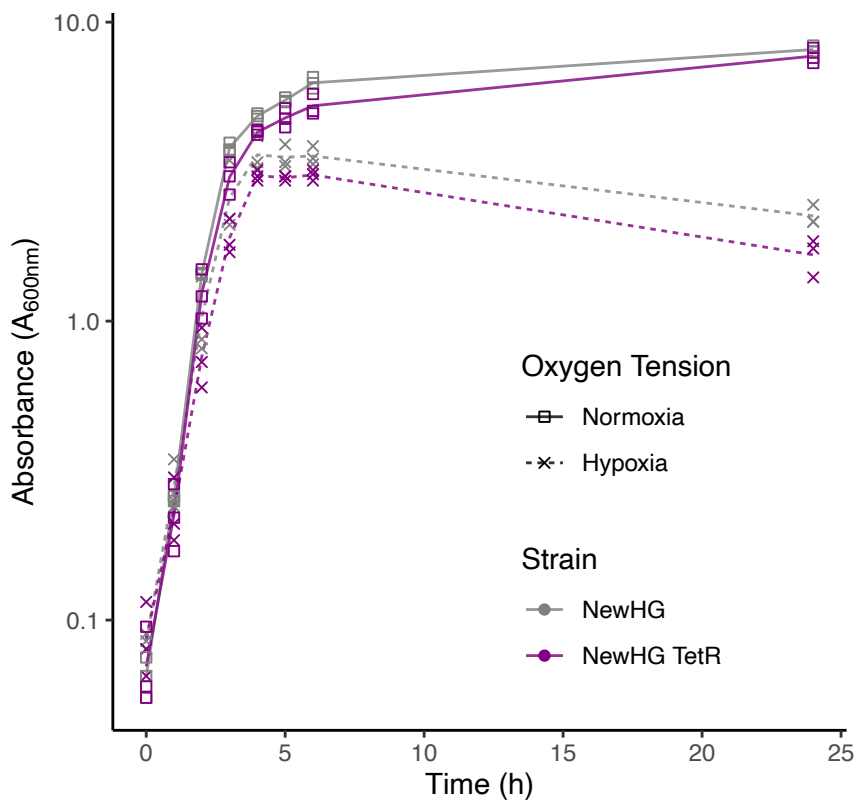 10.0
1.0
0.1
Absorbance (A600nm)
Oxygen Tension
Normoxia
Hypoxia
Strain
NewHG
NewHG TetR
0 5 10 15 20 25
Time (h)